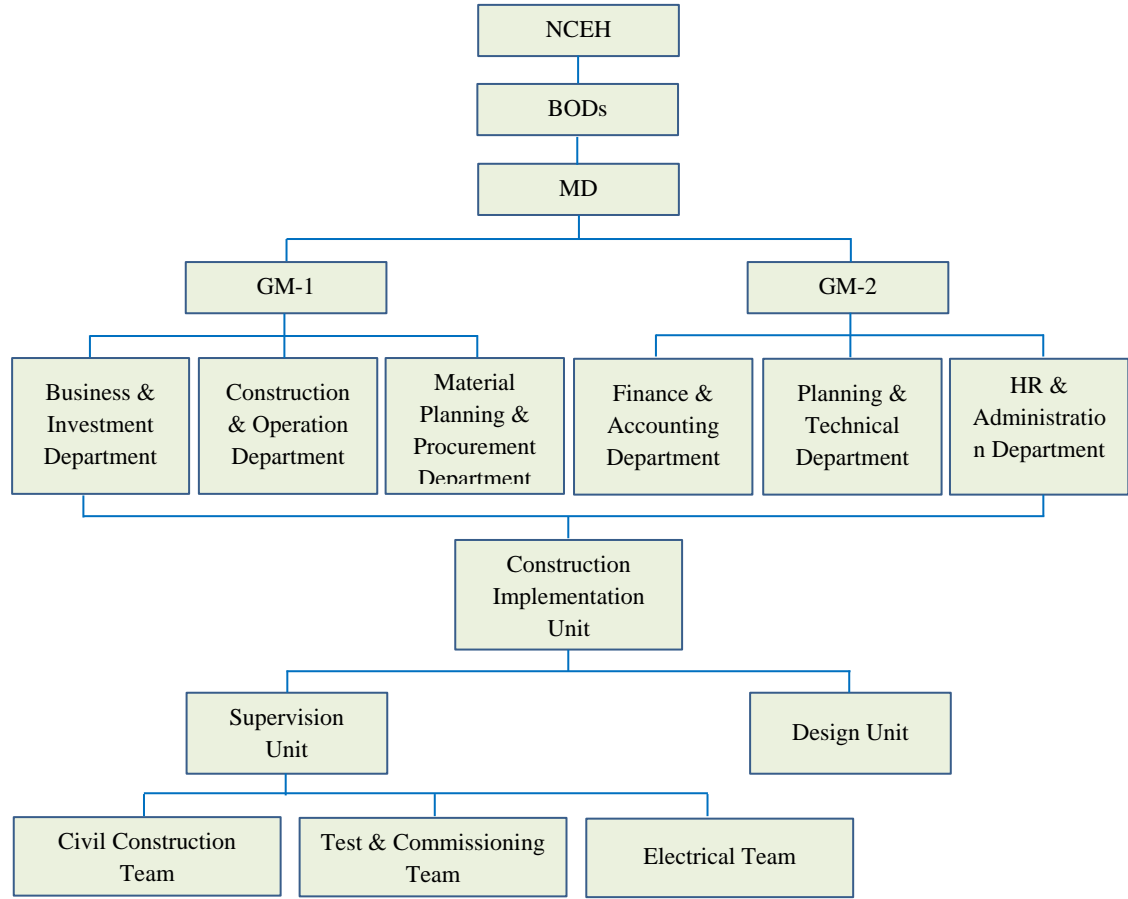 NCEH
BODs
MD
GM-1
GM-2
Business &
Investment
Department
Construction
& Operation
Department
Material
Planning &
Procurement
Department
Finance &
Accounting
Department
Planning &
Technical
Department
HR &
Administratio
n Department
Construction
Implementation
Unit
Supervision
Unit
Design Unit
Civil Construction
Team
Test & Commissioning
Team
Electrical Team